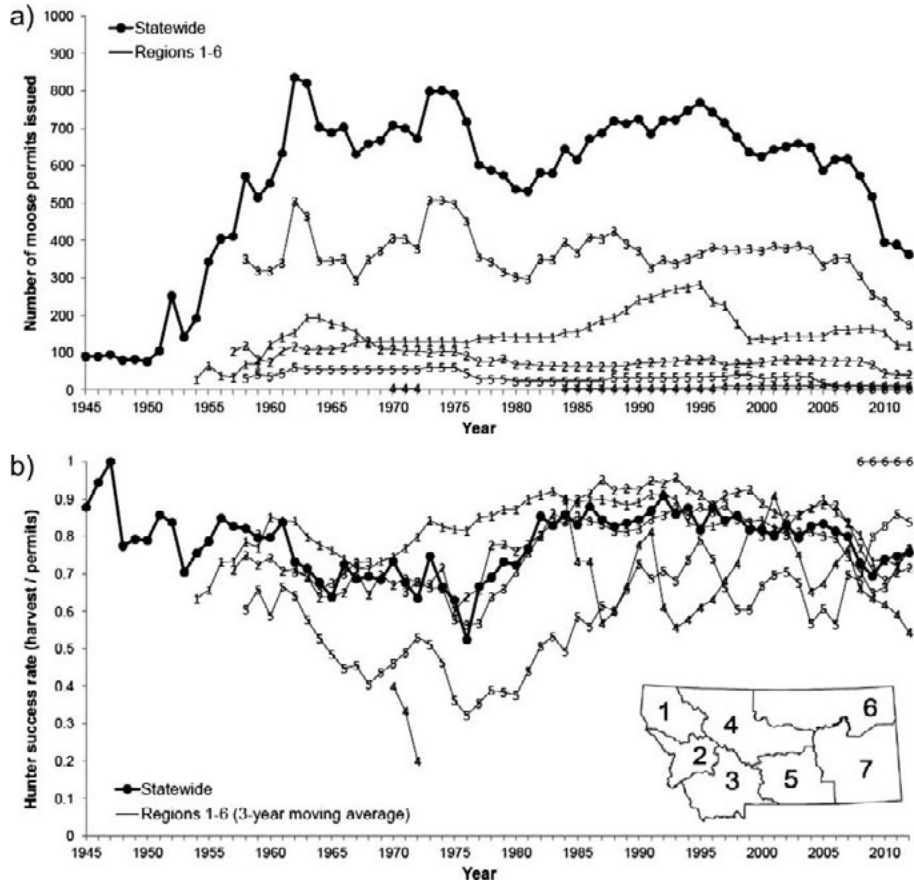 a)
Statewide
Regions 1-6
Number of moose permits issued
1000
900
800
700
600
500
400
300
200
100
0
1945 1950 1955 1960 1965 1970 1975 1981 1985 1990 1995 2000 2005 2010
Year
b)
Hunter success rate (harvest / permits)
1
0.9
0.8
0.7
0.6
0.5
0.4
0.3
0.2
0.1
0
Statewide
Regions 1-6 (3-year moving average)
1 4 6
2 3 5 7
1945 1950 1955 1960 1965 1970 1975 1980 1985 1990 1995 2000 2005 2010
Year